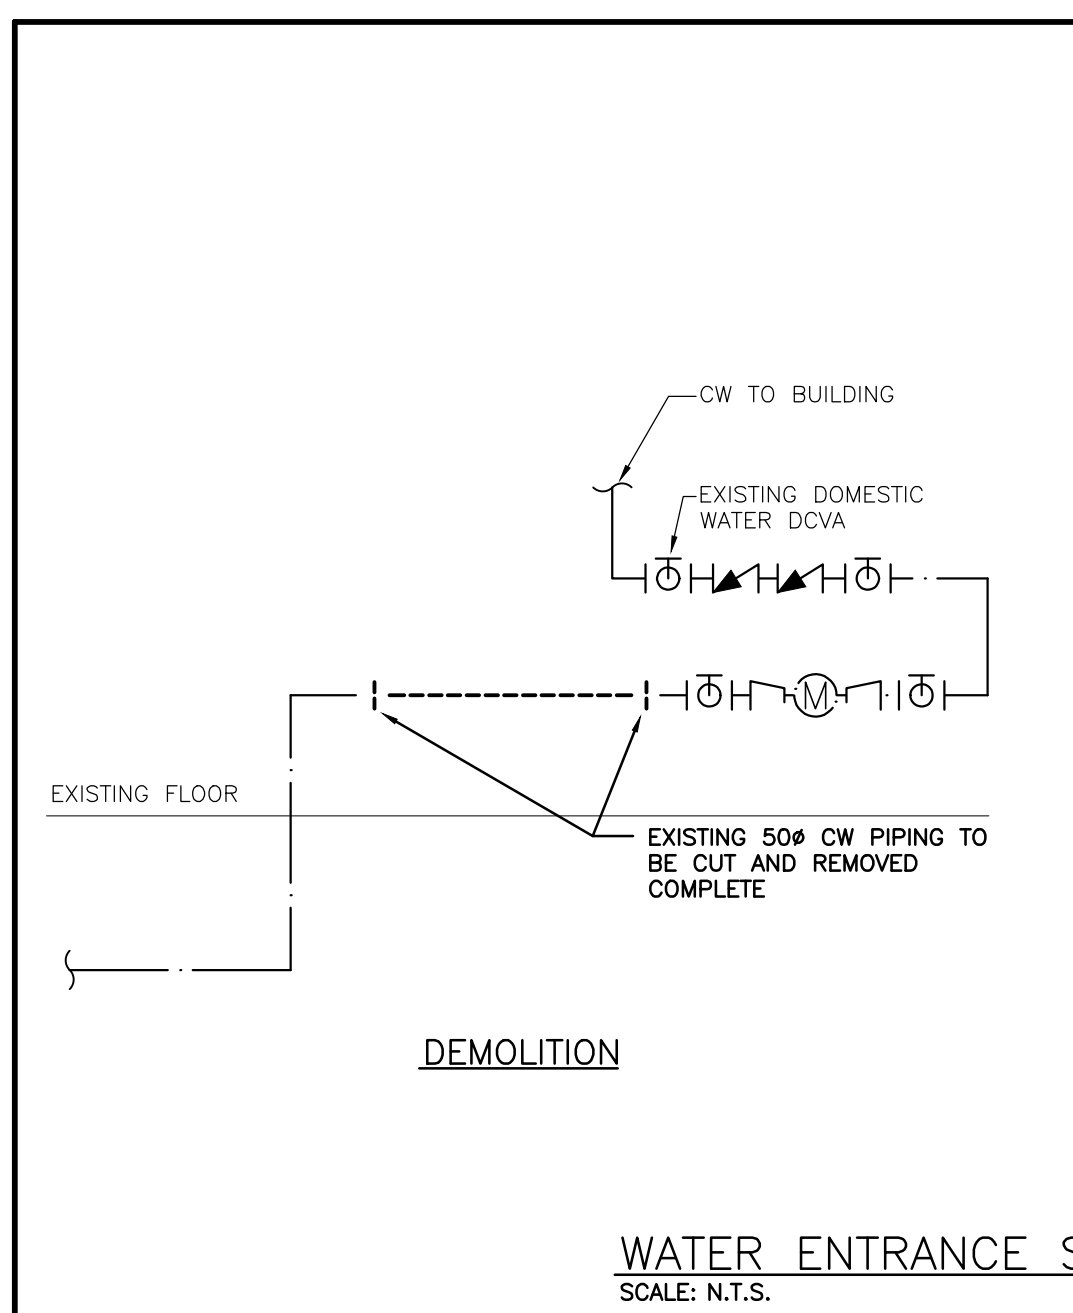 CW TO BUILDING
EXISTING DOMESTIC
WATER DCVA
M
EXISTING FLOOR
EXISTING 50ø CW PIPING TO
BE CUT AND REMOVED
COMPLETE
DEMOLITION
WATER ENTRANCE S
SCALE: N.T.S.